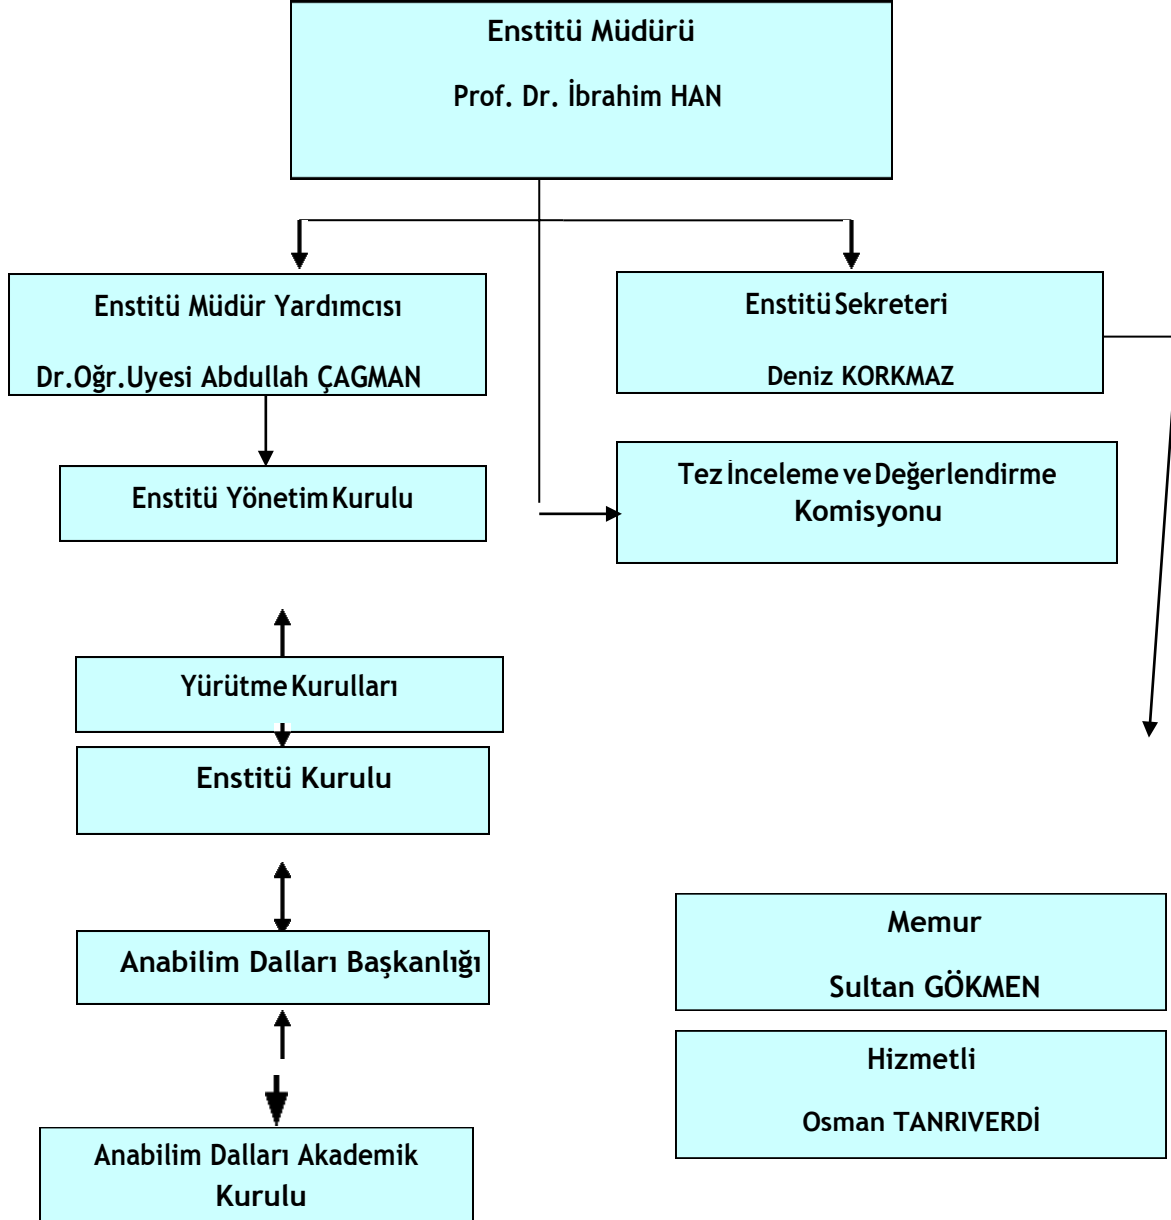 Enstitü Müdürü
Prof. Dr. İbrahim HAN
Enstitü Müdür Yardımcısı
Dr.Oğr.Uyesi Abdullah ÇAGMAN
Enstitü Sekreteri
Deniz KORKMAZ
Enstitü Yönetim Kurulu
Tez İnceleme ve Değerlendirme
Komisyonu
Yürütme Kurulları
Enstitü Kurulu
Anabilim Dalları Başkanlığı
Memur
Sultan GÖKMEN
Hizmetli
Osman TANRIVERDİ
Anabilim Dalları Akademik
Kurulu